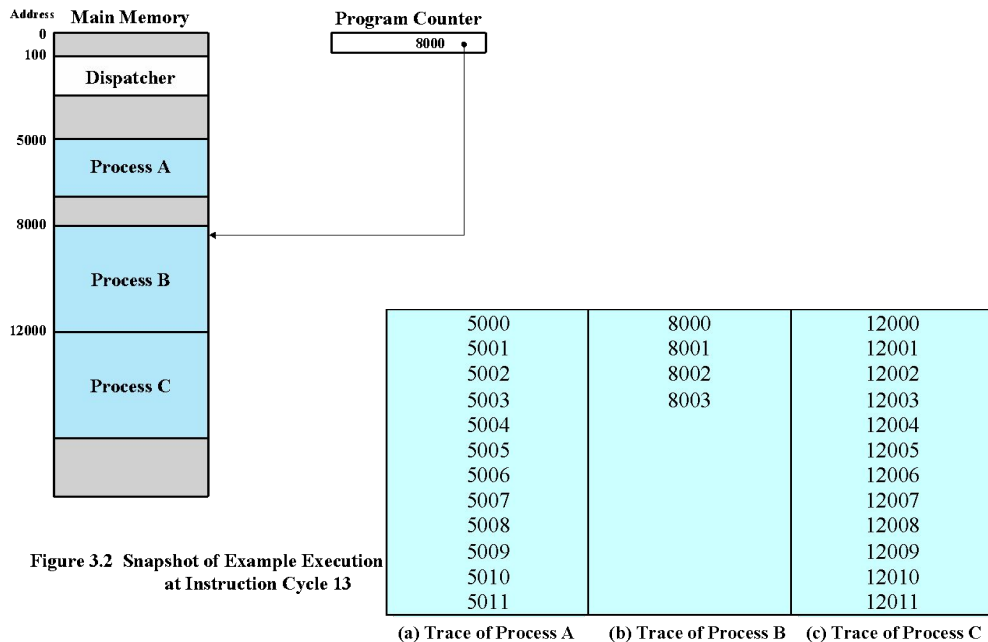 Address
Main Memory
0
100
Dispatcher
5000
Process A
8000
Process B
12000
Process C
Program Counter
8000
Figure 3.2 Snapshot of Example Execution
at Instruction Cycle 13
5000 8000 12000
5001 8001 12001
5002 8002 12002
5003 8003 12003
5004 12004
5005 12005
5006 12006
5007 12007
5008 12008
5009 12009
5010 12010
5011 12011
(a) Trace of Process A (b) Trace of Process B (c) Trace of Process C